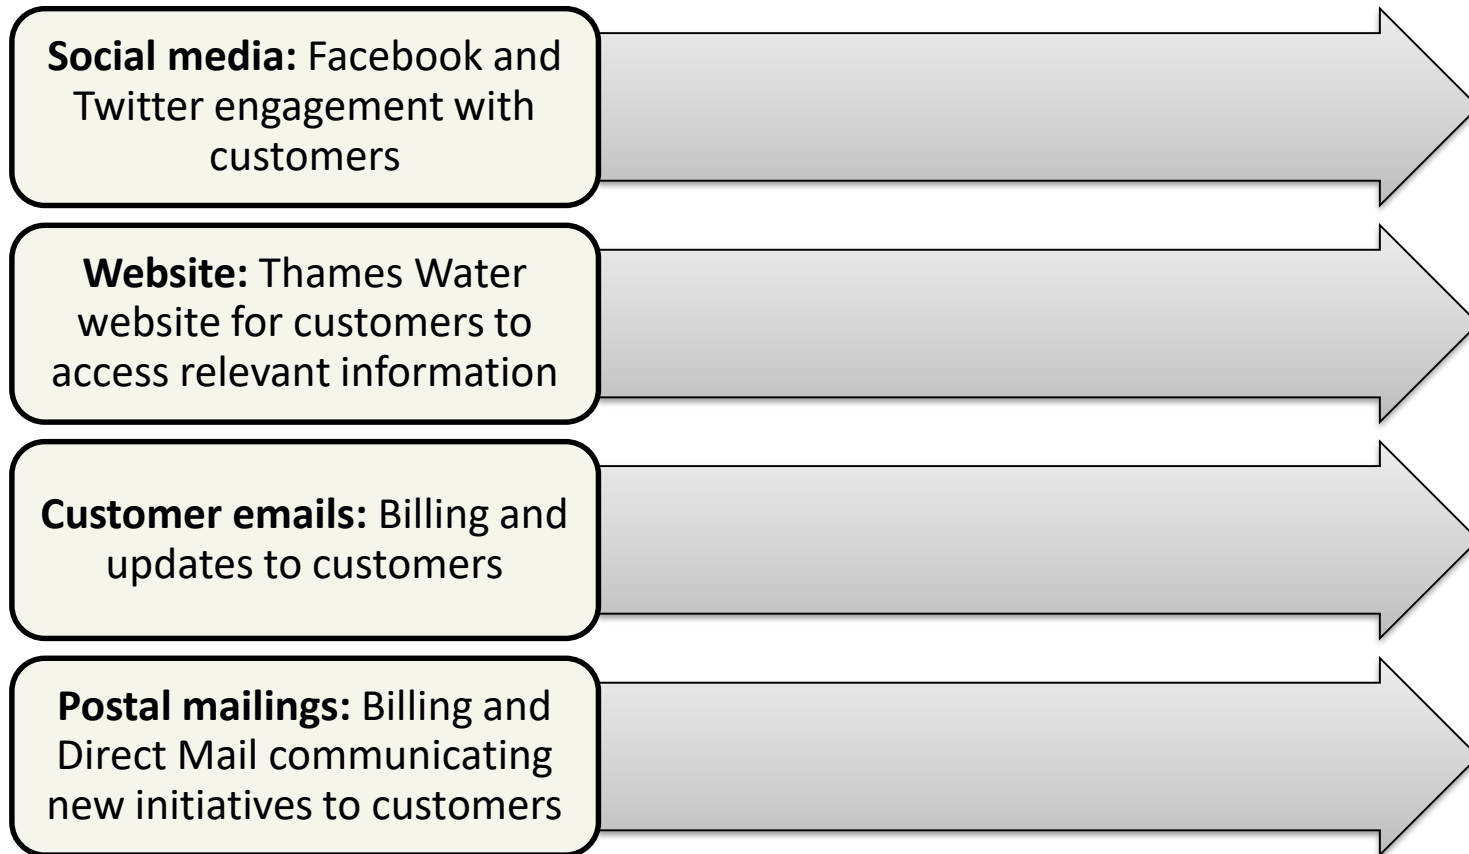 Social media: Facebook and
Twitter engagement with
customers
Website: Thames Water
website for customers to
access relevant information
Customer emails: Billing and
updates to customers
Postal mailings: Billing and
Direct Mail communicating
new initiatives to customers